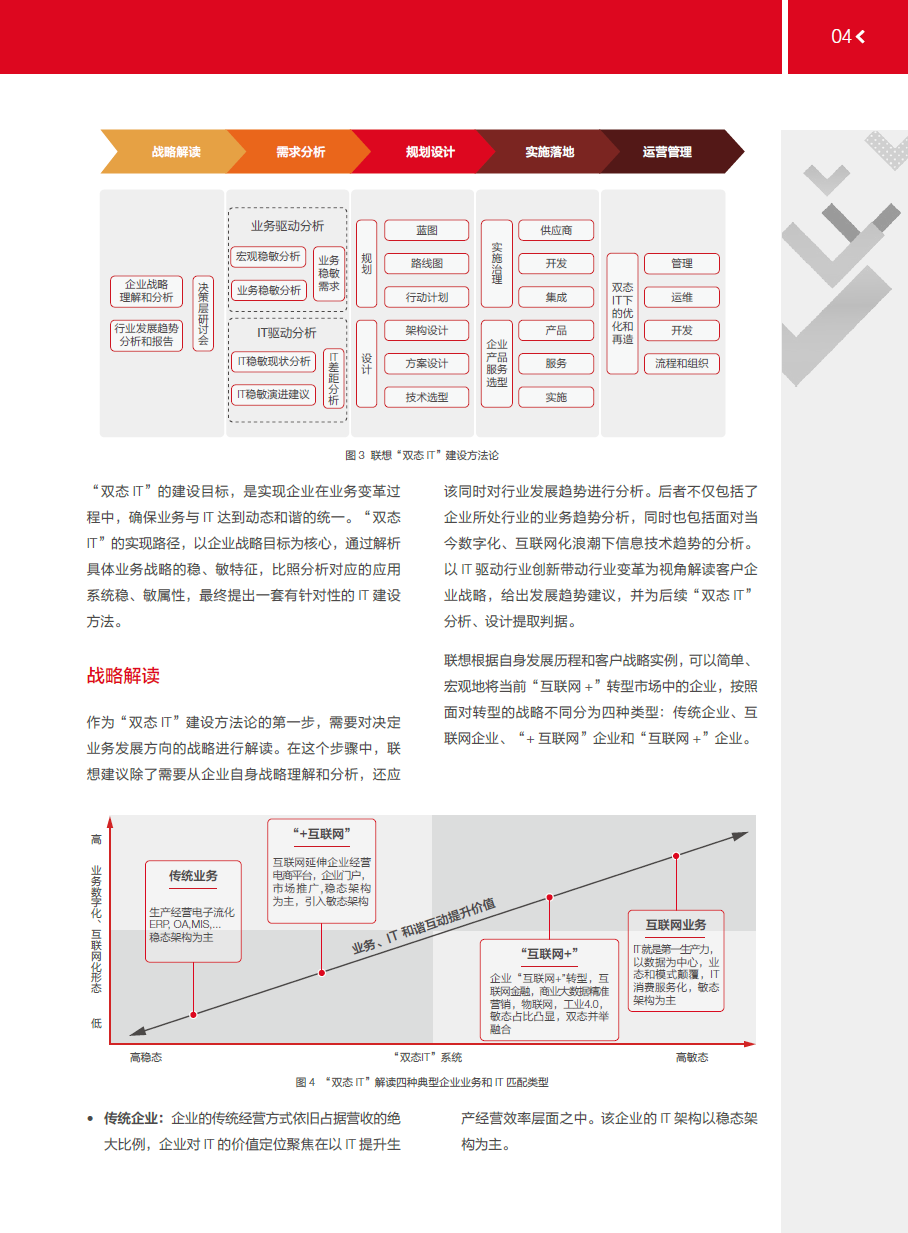 04
战略解读
需求分析
规划设计
实施落地
运营管理
企业战略
理解和分析
行业发展趋势
分析和报告
决策层研讨会
业务驱动分析
宏观稳敏分析
业务稳敏分析
业务
稳敏
需求
IT驱动分析
IT稳敏现状分析
IT稳敏演进建议
IT
差
距
分
析
规划
蓝图
路线图
行动计划
设计
架构设计
方案设计
技术选型
实施治理
供应商
开发
集成
企业
产品
服务
选型
产品
服务
实施
双态
IT下
的优
化和
再造
管理
运维
开发
流程和组织
图 3 联想“双态 IT”建设方法论
“双态 IT”的建设目标，是实现企业在业务变革过
程中，确保业务与 IT 达到动态和谐的统一。“双态
IT”的实现路径，以企业战略目标为核心，通过解析
具体业务战略的稳、敏特征，比照分析对应的应用
系统稳、敏属性，最终提出一套有针对性的 IT 建设
方法。
战略解读
作为“双态 IT”建设方法论的第一步，需要对决定
业务发展方向的战略进行解读。在这个步骤中，联
想建议除了需要从企业自身战略理解和分析，还应
该同时对行业发展趋势进行分析。后者不仅包括了
企业所处行业的业务趋势分析，同时也包括面对当
今数字化、互联网化浪潮下信息技术趋势的分析。
以 IT 驱动行业创新带动行业变革为视角解读客户企
业战略，给出发展趋势建议，并为后续“双态 IT”
分析、设计提取判据。
联想根据自身发展历程和客户战略实例，可以简单、
宏观地将当前“互联网 +”转型市场中的企业，按照
面对转型的战略不同分为四种类型：传统企业、互
联网企业、“+ 互联网”企业和“互联网 +”企业。
高
业务数字化、互联网化形态
低
传统业务
生产经营电子流化
ERP, OA,MIS,...
稳态架构为主
“+互联网”
互联网延伸企业经营
电商平台，企业门户，
市场推广,稳态架构
为主，引入敏态架构
业务、IT 和谐互动提升价值
“互联网+”
企业“互联网+”转型，互
联网金融，商业大数据精准
营销，物联网，工业4.0，
敏态占比凸显，双态并举
融合
互联网业务
IT就是第一生产力，
以数据为中心，业
态和模式颠覆，IT
消费服务化，敏态
架构为主
高稳态
“双态IT”系统
高敏态
图 4 “双态 IT”解读四种典型企业业务和 IT 匹配类型
• 传统企业：企业的传统经营方式依旧占据营收的绝
大比例，企业对 IT 的价值定位聚焦在以 IT 提升生
产经营效率层面之中。该企业的 IT 架构以稳态架
构为主。